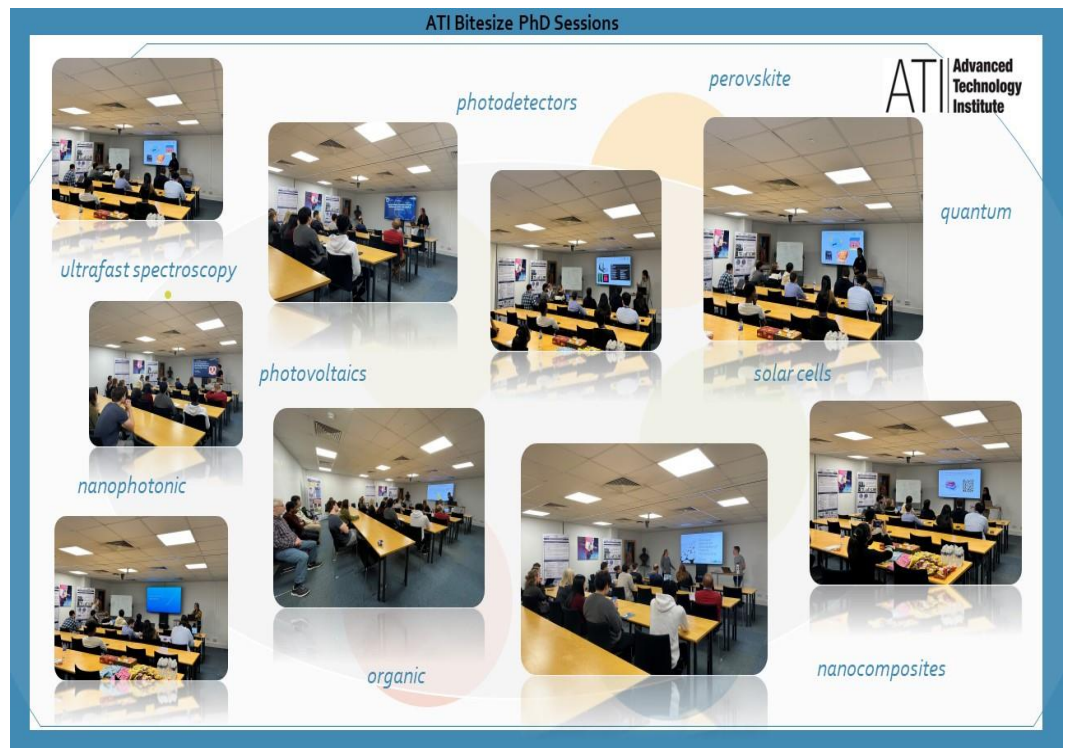 ATI Bitesize PhD Sessions
ATI
Advanced
Technology
Institute
perovskite
photodetectors
quantum
ultrafast spectroscopy
photovoltaics
solar cells
nanophotonic
organic
nanocomposites